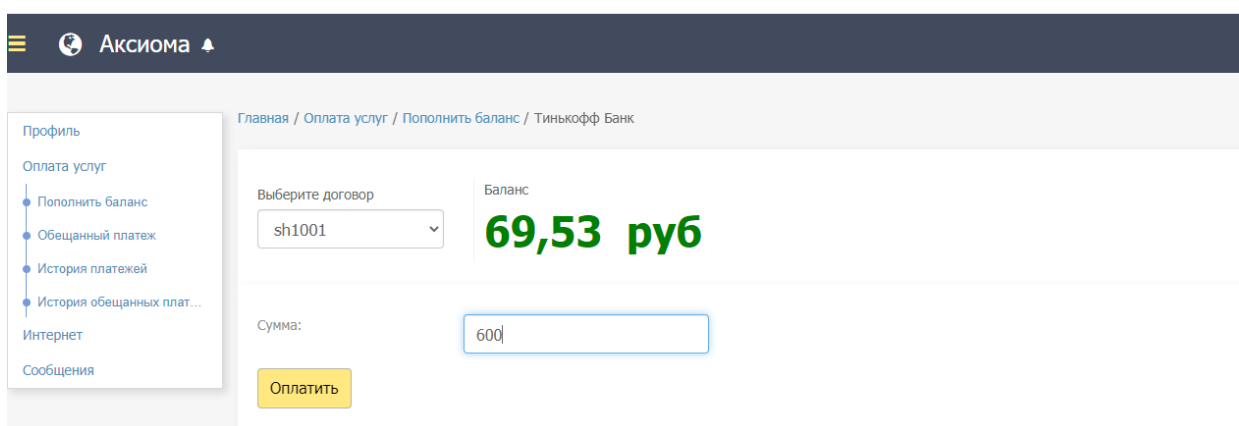 Аксиома
Главная / Оплата услуг / Пополнить баланс / Тинькофф Банк
Профиль
Оплата услуг
Пополнить баланс
Обещанный платеж
История платежей
История обещанных плат...
Интернет
Сообщения
Выберите договор
sh1001
Баланс
69,53 руб
Сумма:
600
Оплатить